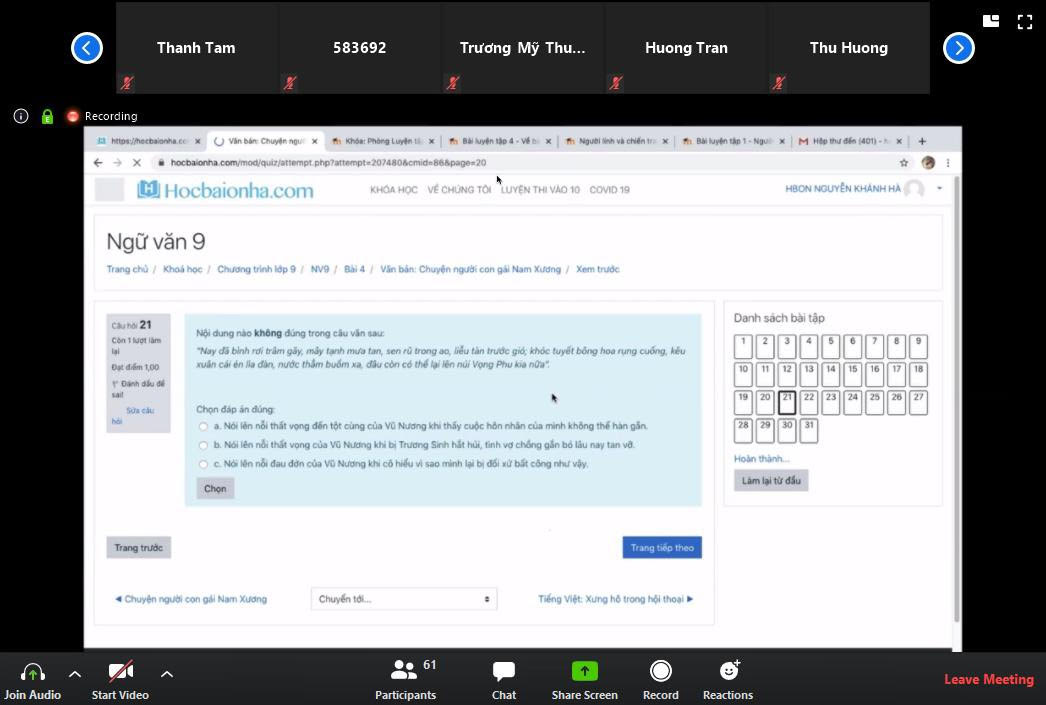 Thanh Tam
583692
Trương Mỹ Thu...
Huong Tran
Thu Huong
Recording
https://hocbaionha.co
Văn bản: Chuyện ngư
Khóa: Phòng Luyện t
Bài luyện tập 4 - Về b
Người lính và chiến tra
Bài luyện tập 1 - Ngu
Hộp thư đến (401) - h
hocbaionha.com/mod/quiz/attempt.php?attempt=207480&cmid=86&page=20
Hocbaionha.com
KHÓA HỌC VỀ CHÚNG TÔI LUYỆN THI VÀO 10 COVID 19
HBON NGUYỄN KHÁNH HÀ
Ngữ văn 9
Trang chủ / Khoá học / Chương trình lớp 9 / NV9 / Bài 4 / Văn bản: Chuyện người con gái Nam Xương / Xem trước
Câu hỏi 21
Còn 1 lượt làm
lại
Đạt điểm 1,00
Đánh dấu để
sai!
Sửa câu
hỏi
Nội dung nào không đúng trong câu văn sau:
"Nay đã bình rơi trâm gãy, mây tạnh mưa tan, sen rũ trong ao, liễu tàn trước gió; khóc tuyết bông hoa rụng cuống, kêu
xuân cái én lìa đàn, nước thẳm buồm xa, đâu còn có thể lại lên núi Vọng Phu kia nữa".
Chọn đáp án đúng:
a. Nói lên nỗi thất vọng đến tột cùng của Vũ Nương khi thấy cuộc hôn nhân của mình không thể hàn gắn.
b. Nói lên nỗi thất vọng của Vũ Nương khi bị Trương Sinh hắt hủi, tình vợ chồng gắn bó lâu nay tan vỡ.
c. Nói lên nỗi đau đớn của Vũ Nương khi cô hiểu vì sao mình lại bị đối xử bất công như vậy.
Chọn
Trang trước
Trang tiếp theo
◄ Chuyện người con gái Nam Xương
Chuyển tới...
Tiếng Việt: Xưng hô trong hội thoại ►
Danh sách bài tập
1 2 3 4 5 6 7 8 9
10 11 12 13 14 15 16 17 18
19 20 21 22 23 24 25 26 27
28 29 30 31
Hoàn thành...
Làm lại từ đầu
Join Audio
Start Video
61
Participants
Chat
Share Screen
Record
Reactions
Leave Meeting